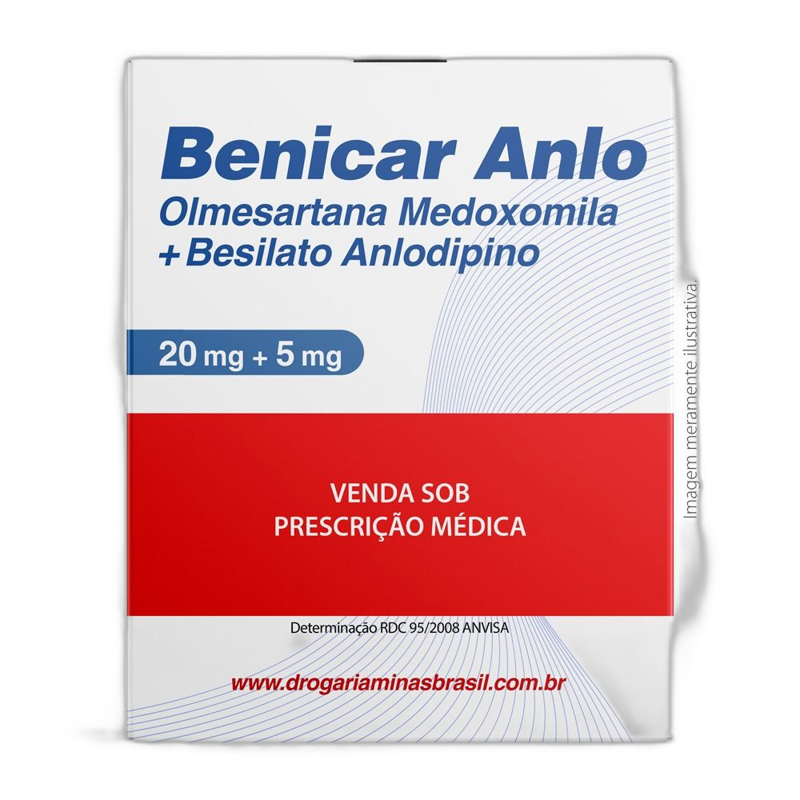 Benicar Anlo
Olmesartana Medoxomila
+ Besilato Anlodipino
20 mg + 5 mg
VENDA SOB
PRESCRIÇÃO MÉDICA
Determinação RDC 95/2008 ANVISA
www.drogariaminasbrasil.com.br
Imagem meramente ilustrativa.